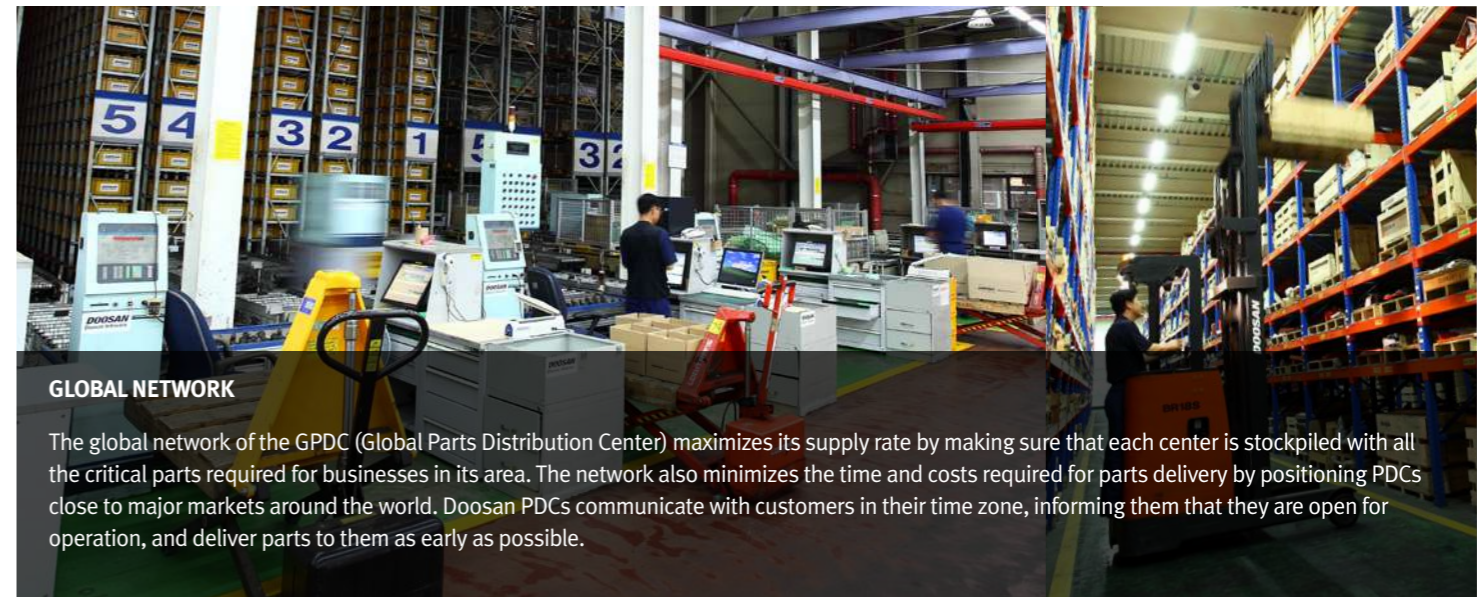 5 4 3 2 1 5 3 2
DOOSAN
DOOSAN
DOOSAN
BR18S
GLOBAL NETWORK
The global network of the GPDC (Global Parts Distribution Center) maximizes its supply rate by making sure that each center is stockpiled with all
the critical parts required for businesses in its area. The network also minimizes the time and costs required for parts delivery by positioning PDCs
close to major markets around the world. Doosan PDCs communicate with customers in their time zone, informing them that they are open for
operation, and deliver parts to them as early as possible.